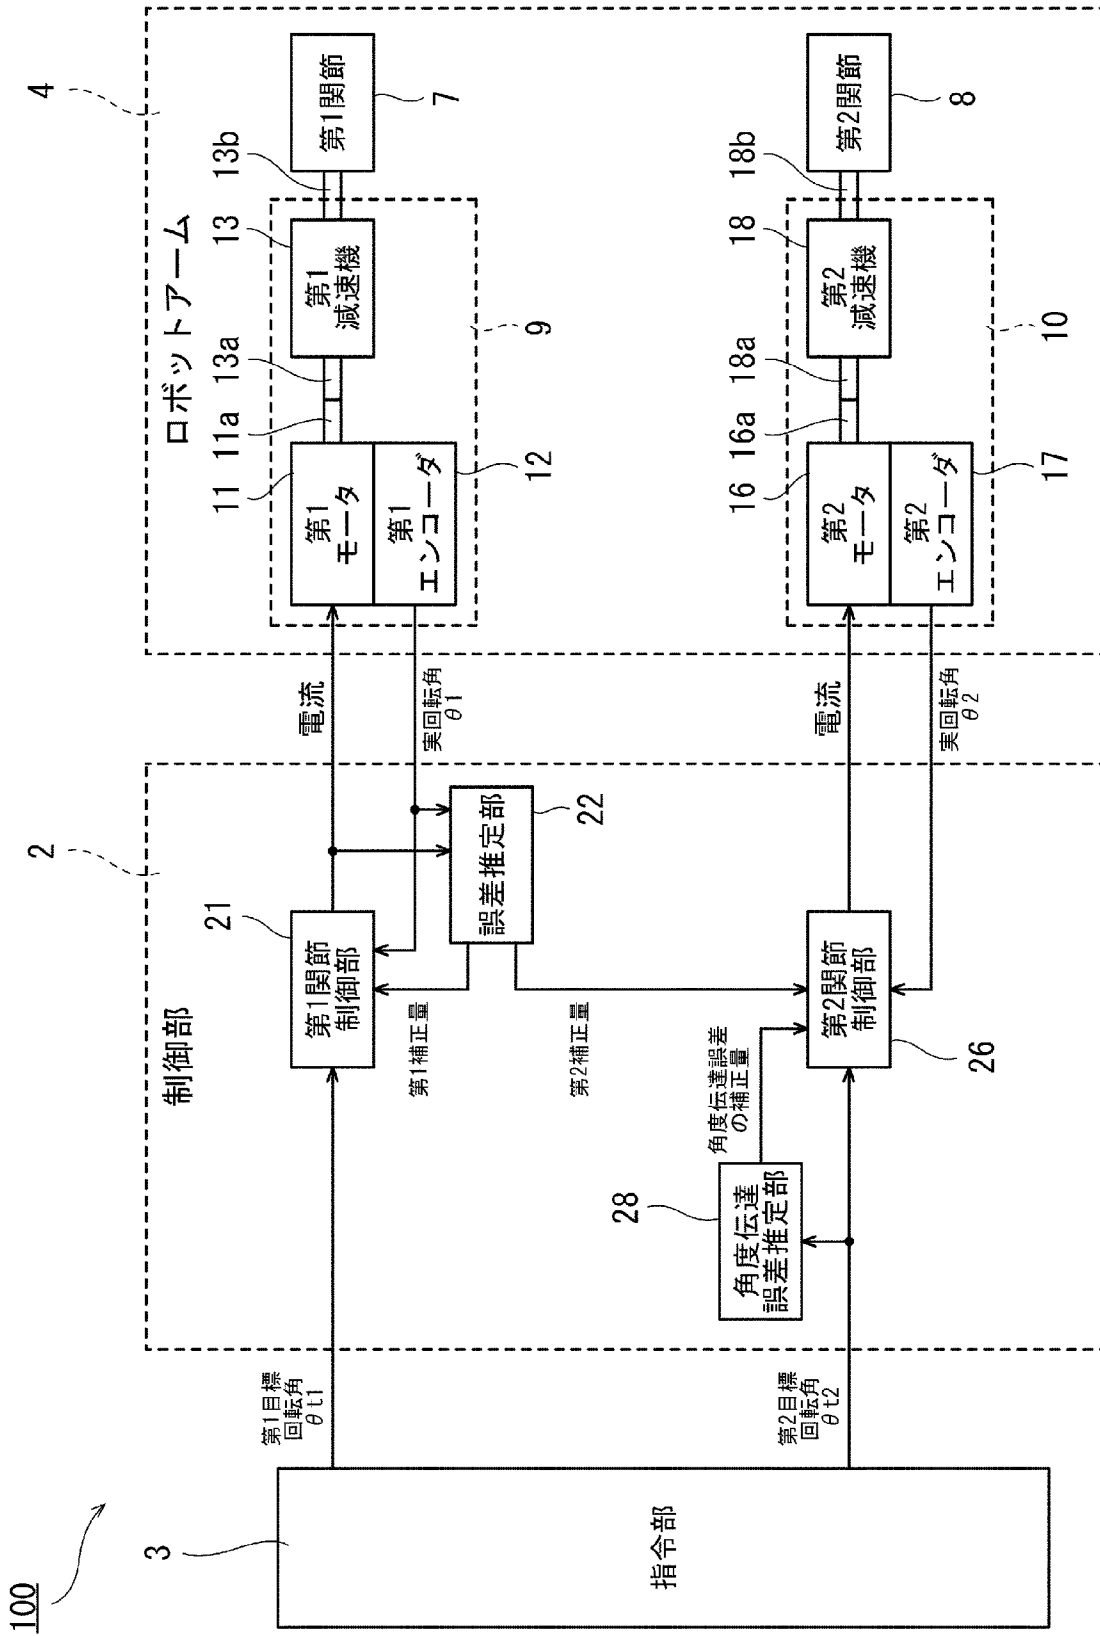 100
3
指令部
第1目標
回転角
θt1
第2目標
回転角
θt2
2
制御部
21
第1関節
制御部
22
誤差推定部
第1補正量
第2補正量
28
角度伝達
誤差推定部
角度伝達誤差
の補正量
第2関節
制御部
26
電流
実回転角
θ1
電流
実回転角
θ2
4
ロボットアーム
11
第1
モータ
第1
エンコーダ
12
11a
13a
13
第1
減速機
13b
第1関節
7
9
16
第2
モータ
第2
エンコーダ
17
16a
18a
18
第2
減速機
18b
第2関節
8
10